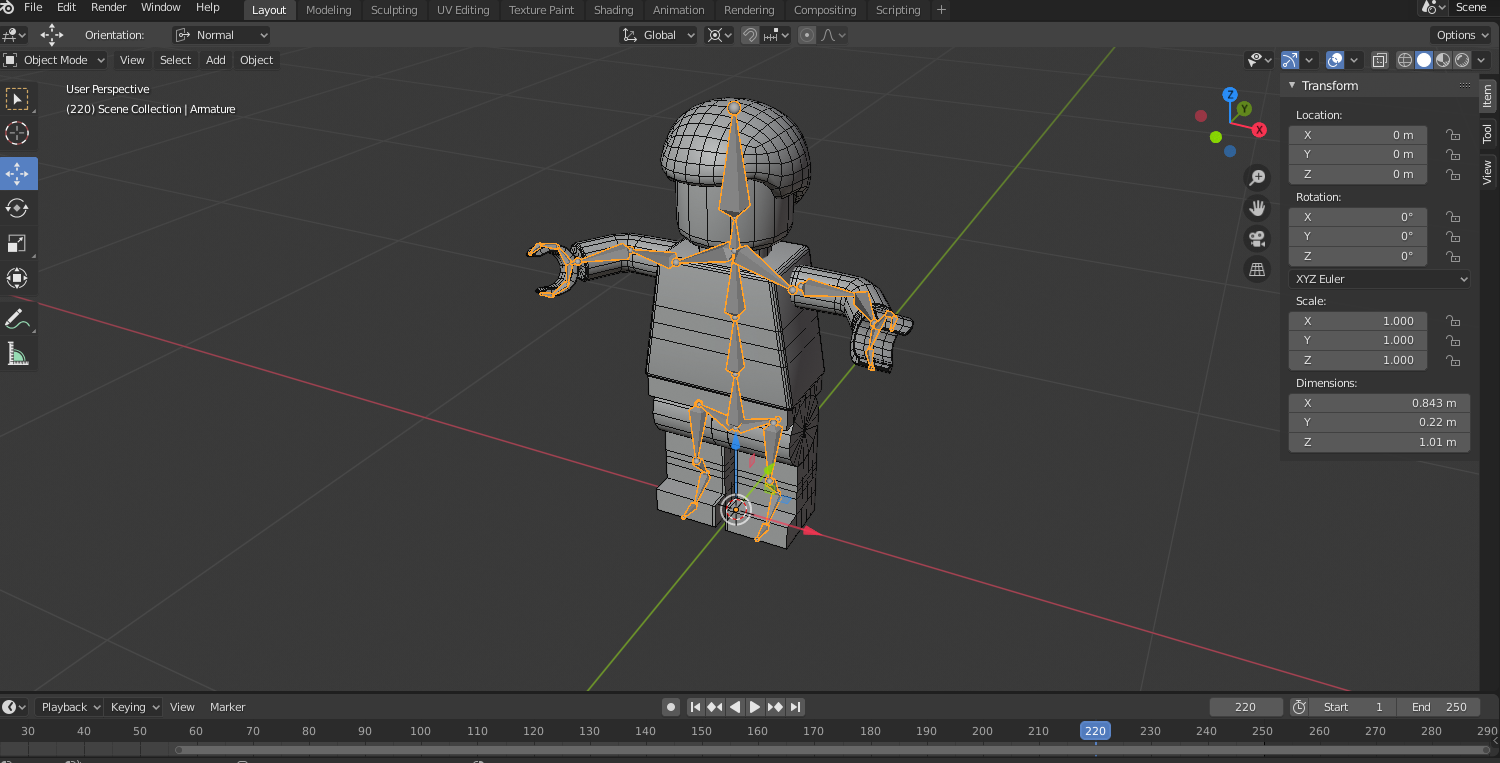 File Edit Render Window Help Layout Modeling Sculpting UV Editing Texture Paint Shading Animation Rendering Compositing Scripting + Scene
Orientation: Normal Global Options
Object Mode View Select Add Object
User Perspective
(220) Scene Collection | Armature
Z
Y
X
Transform
Location:
X 0 m
Y 0 m
Z 0 m
Rotation:
X 0°
Y 0°
Z 0°
XYZ Euler
Scale:
X 1.000
Y 1.000
Z 1.000
Dimensions:
X 0.843 m
Y 0.22 m
Z 1.01 m
Item
Tool
View
Playback Keying View Marker 220 Start 1 End 250
30 40 50 60 70 80 90 100 110 120 130 140 150 160 170 180 190 200 210 220 230 240 250 260 270 280 290